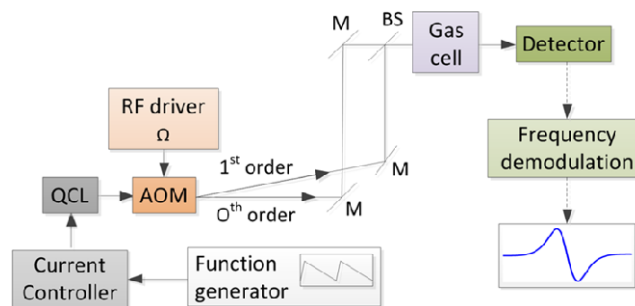 M
BS
Gas
cell
Detector
RF driver
Ω
1st order
M
Frequency
demodulation
QCL
AOM
0th order
M
Current
Controller
Function
generator